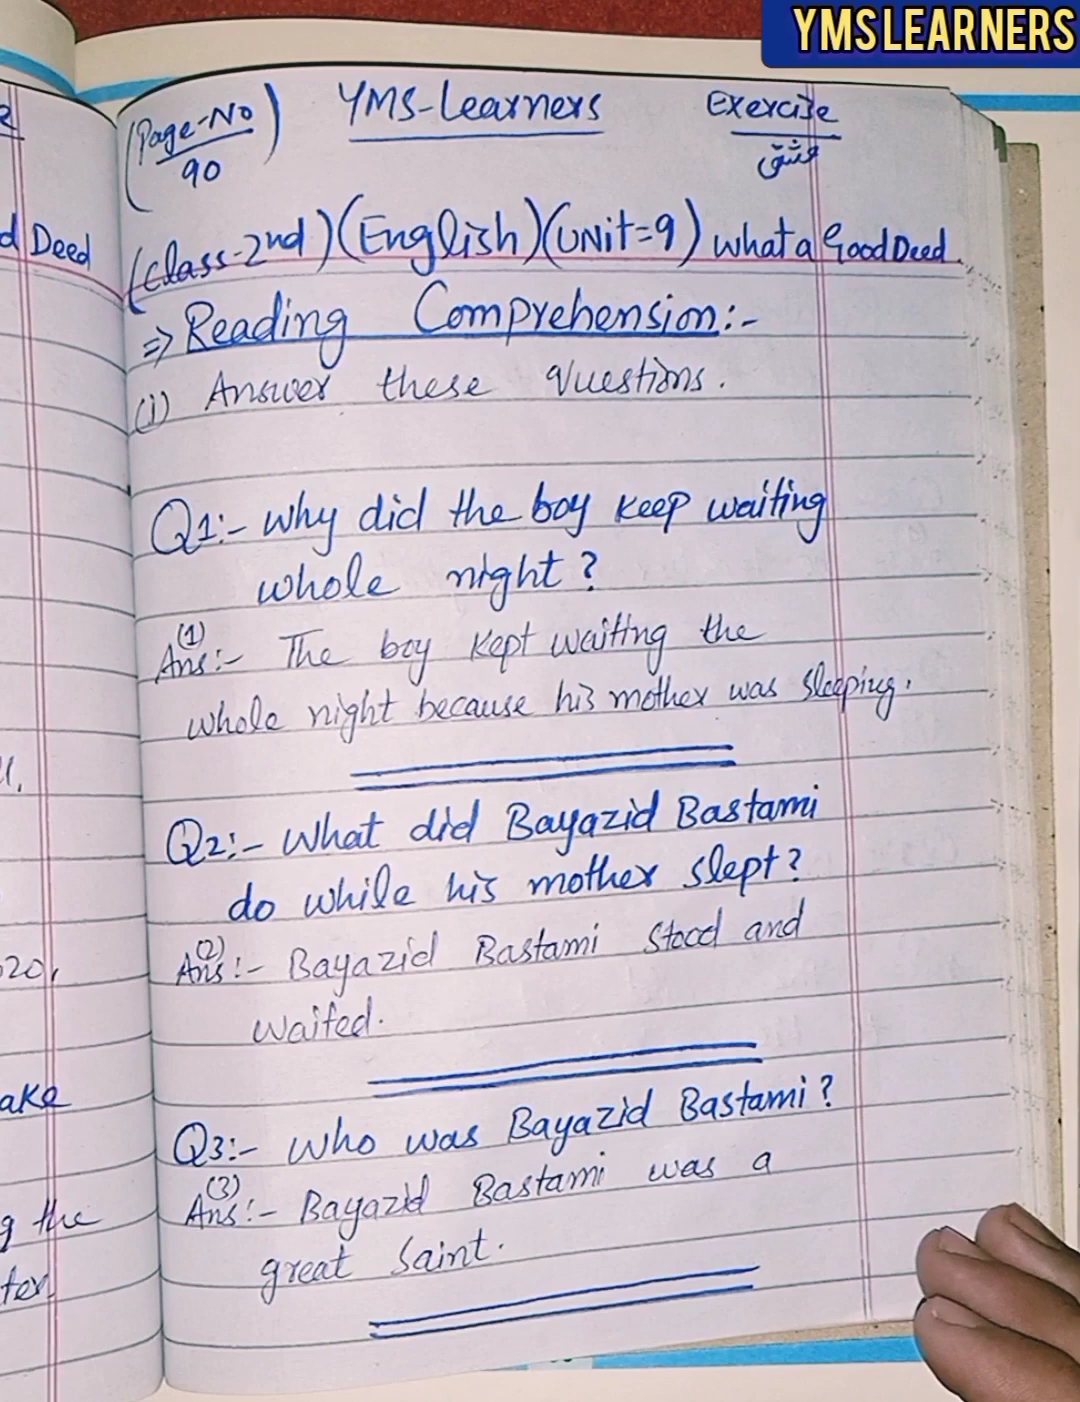 YMS LEARNERS
(Page-No 90)
YMS-Learners
Exercise
مشق
(Class-2nd) (English) (UNit=9) what a Good Deed.
⇒ Reading Comprehension:-
(i) Answer these Questions.
Q1:- Why did the boy keep waiting
whole night?
Ans(1):- The boy kept waiting the
whole night because his mother was sleeping.
Q2:- What did Bayazid Bastami
do while his mother slept?
Ans(2):- Bayazid Bastami stood and
waited.
Q3:- Who was Bayazid Bastami?
Ans(3):- Bayazid Bastami was a
great Saint.
Deed
ake
the